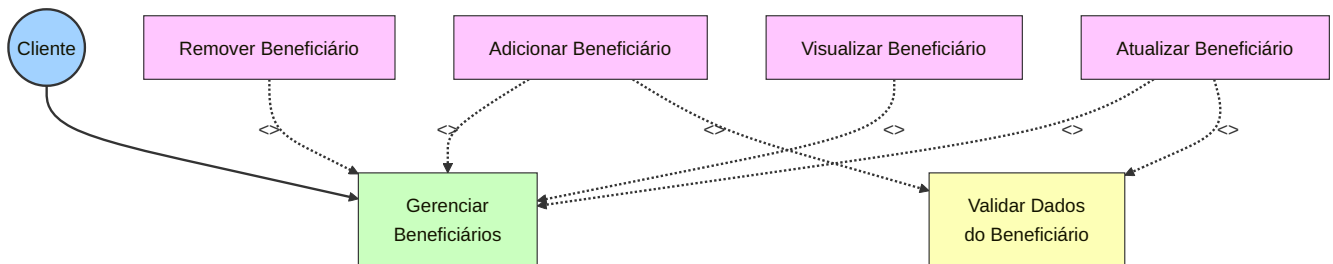 Cliente
Remover Beneficiário
Adicionar Beneficiário
Visualizar Beneficiário
Atualizar Beneficiário
<>
<>
<>
<>
<>
<>
Gerenciar
Beneficiários
Validar Dados
do Beneficiário